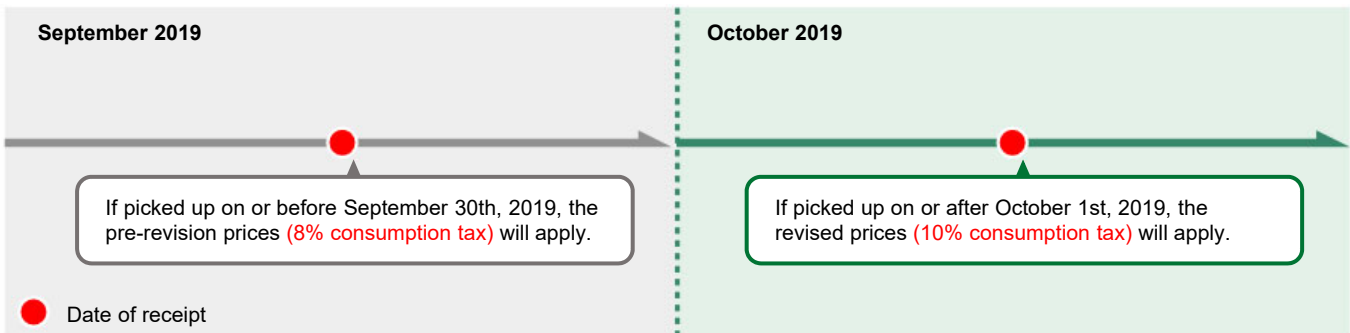 September 2019
October 2019
If picked up on or before September 30th, 2019, the
pre-revision prices (8% consumption tax) will apply.
If picked up on or after October 1st, 2019, the
revised prices (10% consumption tax) will apply.
Date of receipt